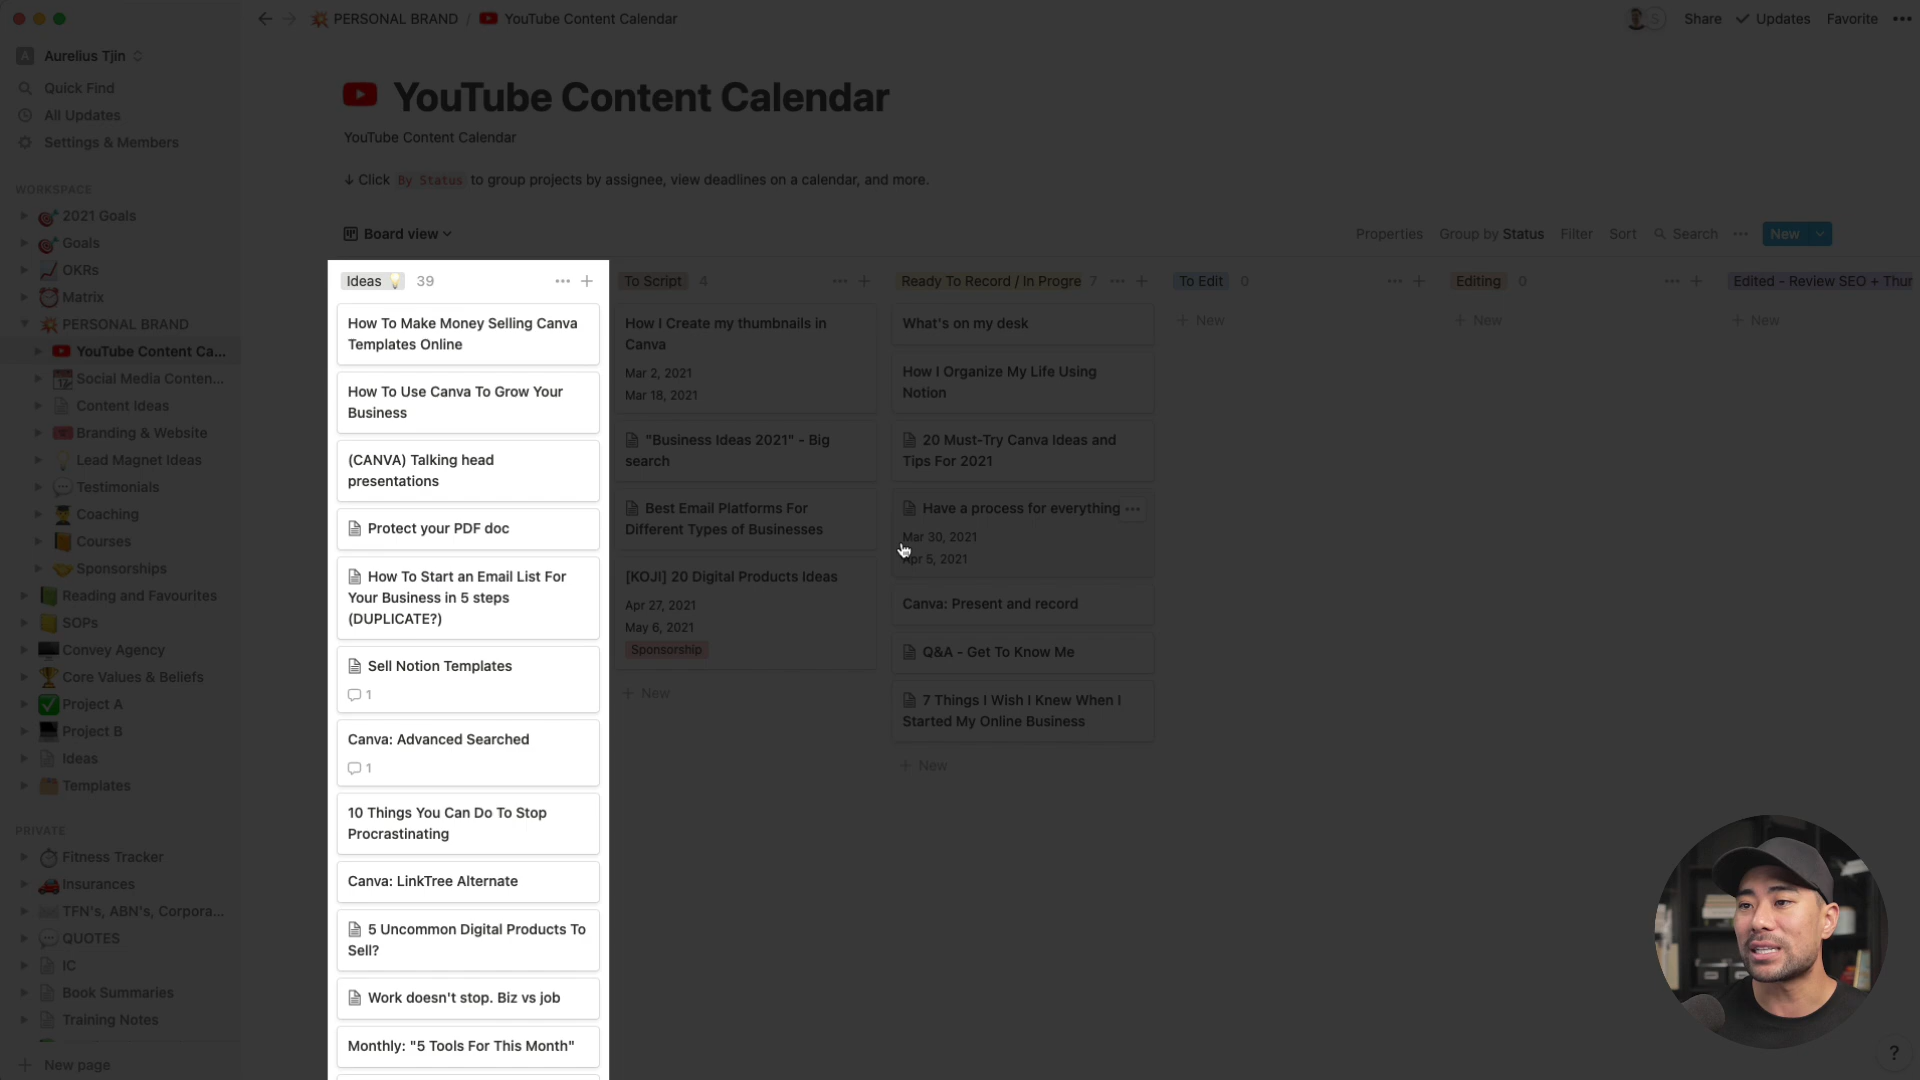 PERSONAL BRAND / YouTube Content Calendar
Share
Updates
Favorite
S
A Aurelius Tjin
Quick Find
All Updates
Settings & Members
WORKSPACE
2021 Goals
Goals
OKRs
Matrix
PERSONAL BRAND
YouTube Content Ca...
Social Media Conten...
Content Ideas
Branding & Website
Lead Magnet Ideas
Testimonials
Coaching
Courses
Sponsorships
Reading and Favourites
SOPs
Convey Agency
Core Values & Beliefs
Project A
Project B
Ideas
Templates
PRIVATE
Fitness Tracker
Insurances
TFN's, ABN's, Corpora...
QUOTES
IC
Book Summaries
Training Notes
New page
YouTube Content Calendar
YouTube Content Calendar
↓ Click By Status to group projects by assignee, view deadlines on a calendar, and more.
Board view
Properties
Group by Status
Filter
Sort
Search
New
Ideas 💡 39
How To Make Money Selling Canva
Templates Online
How To Use Canva To Grow Your
Business
(CANVA) Talking head
presentations
Protect your PDF doc
How To Start an Email List For
Your Business in 5 steps
(DUPLICATE?)
Sell Notion Templates
1
Canva: Advanced Searched
1
10 Things You Can Do To Stop
Procrastinating
Canva: LinkTree Alternate
5 Uncommon Digital Products To
Sell?
Work doesn't stop. Biz vs job
Monthly: "5 Tools For This Month"
To Script 4
How I Create my thumbnails in
Canva
Mar 2, 2021
Mar 18, 2021
"Business Ideas 2021" - Big
search
Best Email Platforms For
Different Types of Businesses
[KOJI] 20 Digital Products Ideas
Apr 27, 2021
May 6, 2021
Sponsorship
+ New
Ready To Record / In Progre 7
What's on my desk
How I Organize My Life Using
Notion
20 Must-Try Canva Ideas and
Tips For 2021
Have a process for everything
Mar 30, 2021
Apr 5, 2021
Canva: Present and record
Q&A - Get To Know Me
7 Things I Wish I Knew When I
Started My Online Business
+ New
To Edit 0
+ New
Editing 0
+ New
Edited - Review SEO + Thur
+ New
?